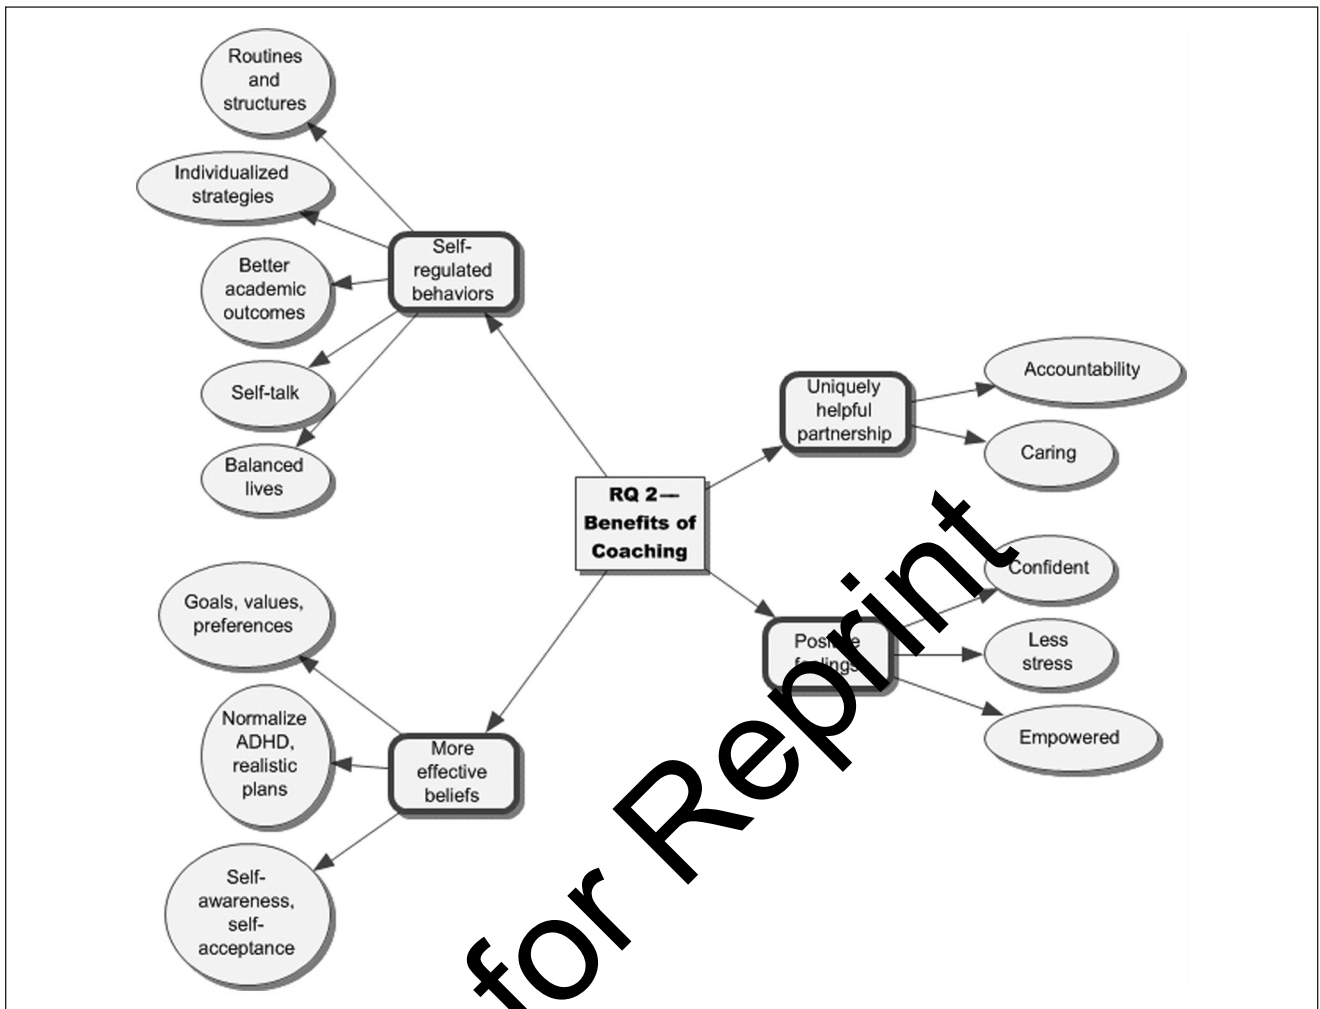 Routines
and
structures
Individualized
strategies
Better
academic
outcomes
Self-talk
Balanced
lives
Self-
regulated
behaviors
Uniquely
helpful
partnership
Accountability
Caring
RQ 2—
Benefits of
Coaching
Confident
Less
stress
Empowered
Positive
feelings
Goals, values,
preferences
Normalize
ADHD,
realistic
plans
More
effective
beliefs
Self-
awareness,
self-
acceptance
for Reprint